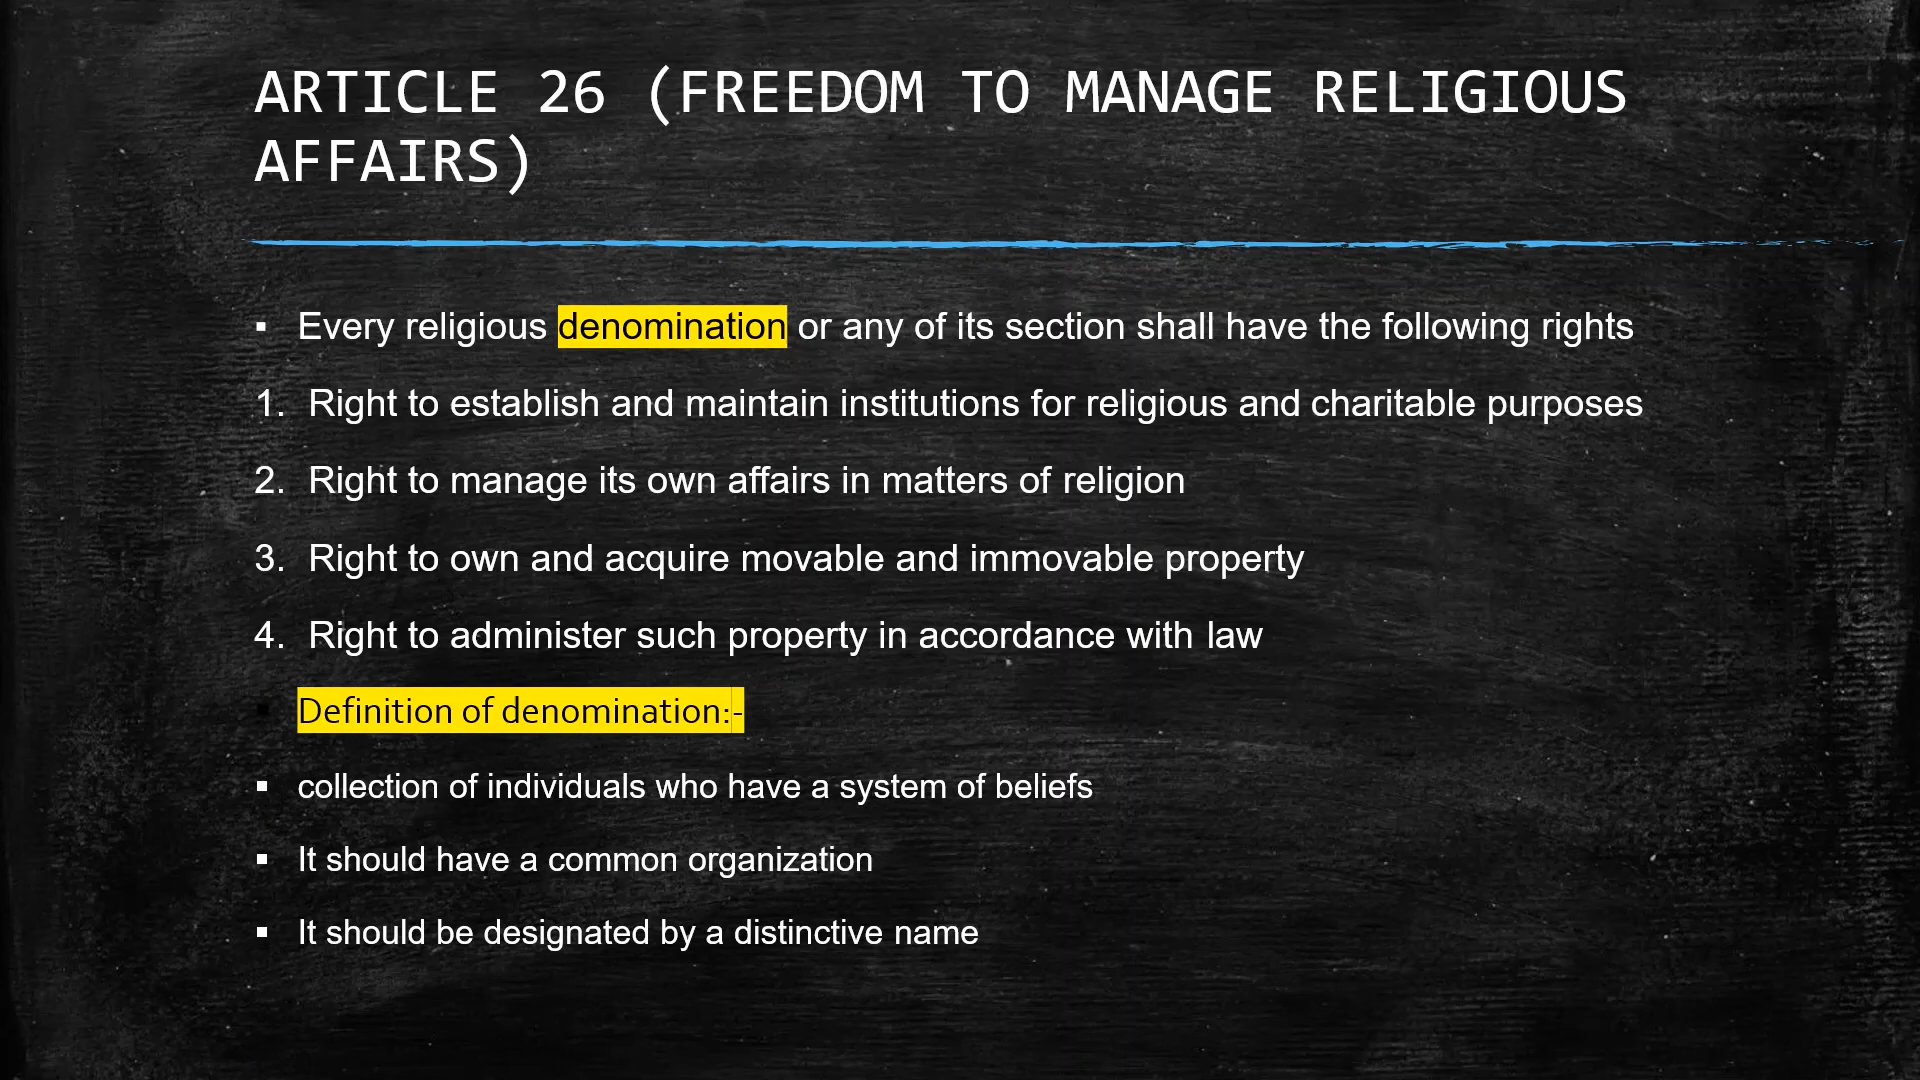 ARTICLE 26 (FREEDOM TO MANAGE RELIGIOUS
AFFAIRS)
▪ Every religious denomination or any of its section shall have the following rights
1. Right to establish and maintain institutions for religious and charitable purposes
2. Right to manage its own affairs in matters of religion
3. Right to own and acquire movable and immovable property
4. Right to administer such property in accordance with law
▪ Definition of denomination:-
▪ collection of individuals who have a system of beliefs
▪ It should have a common organization
▪ It should be designated by a distinctive name